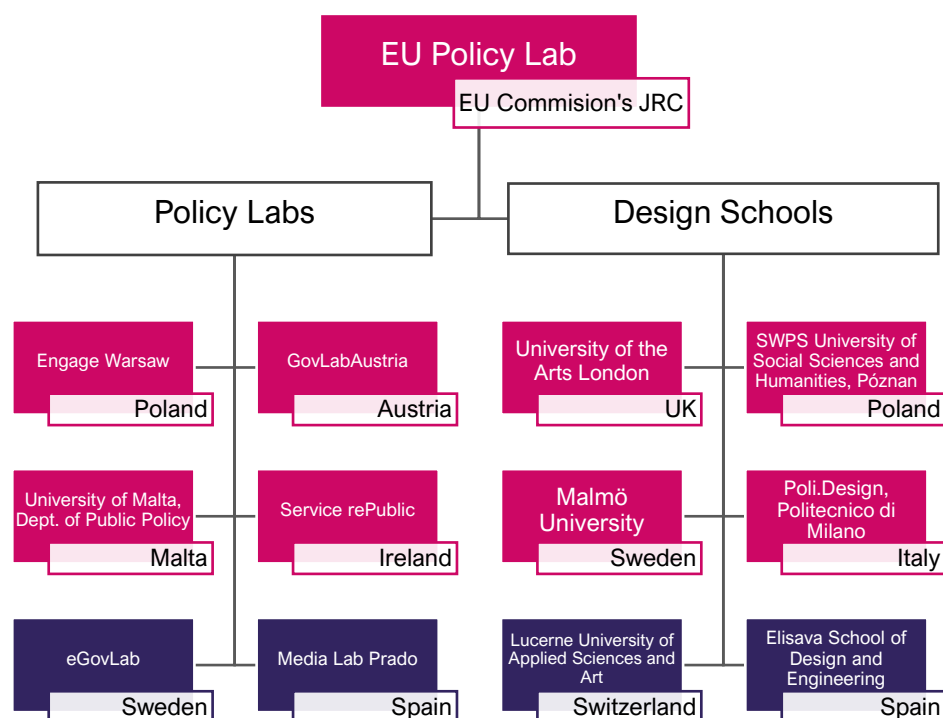 EU Policy Lab
EU Commision's JRC
Policy Labs
Design Schools
Engage Warsaw
Poland
GovLabAustria
Austria
University of the
Arts London
UK
SWPS University of
Social Sciences and
Humanities, Póznan
Poland
University of Malta,
Dept. of Public Policy
Malta
Service rePublic
Ireland
Malmö
University
Sweden
Poli.Design,
Politecnico di
Milano
Italy
eGovLab
Sweden
Media Lab Prado
Spain
Lucerne University of
Applied Sciences and
Art
Switzerland
Elisava School of
Design and
Engineering
Spain